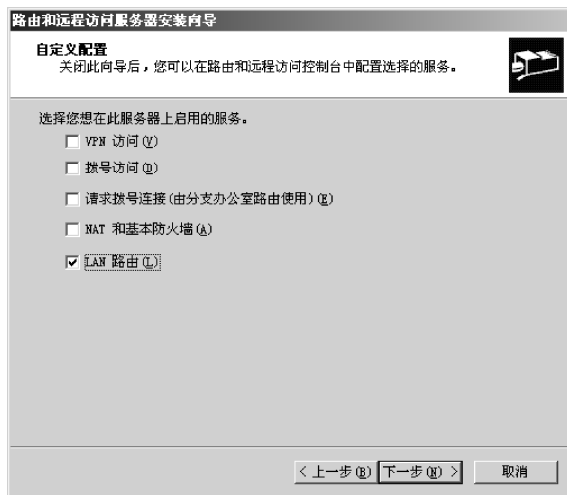 路由和远程访问服务器安装向导
自定义配置
关闭此向导后，您可以在路由和远程访问控制台中配置选择的服务。
选择您想在此服务器上启用的服务。
VPN 访问(V)
拨号访问(D)
请求拨号连接(由分支办公室路由使用)(E)
NAT 和基本防火墙(A)
LAN 路由(L)
< 上一步(B) 下一步(N) > 取消